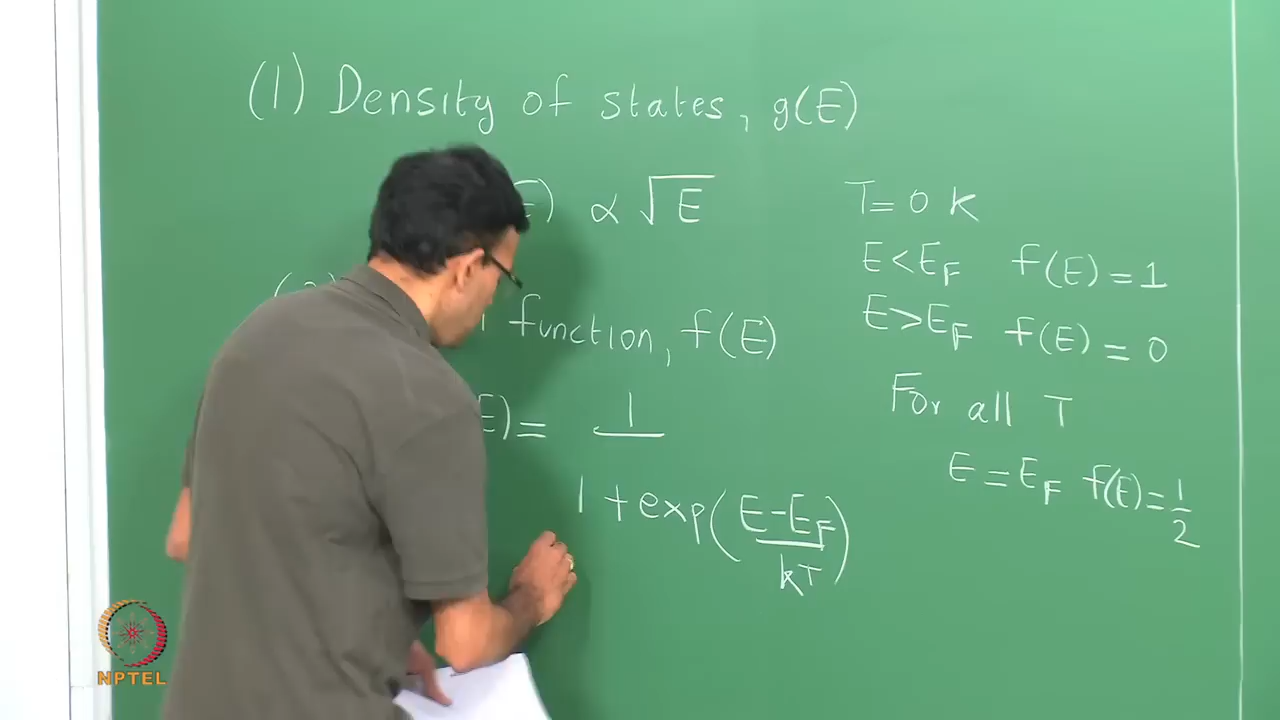 (1) Density of states, g(E)
E) ∝ √E
function, f(E)
E) = 1
1 + exp(E-E_F)
kT
T = 0 K
E < E_F f(E) = 1
E > E_F f(E) = 0
For all T
E = E_F f(E) = 1/2
NPTEL